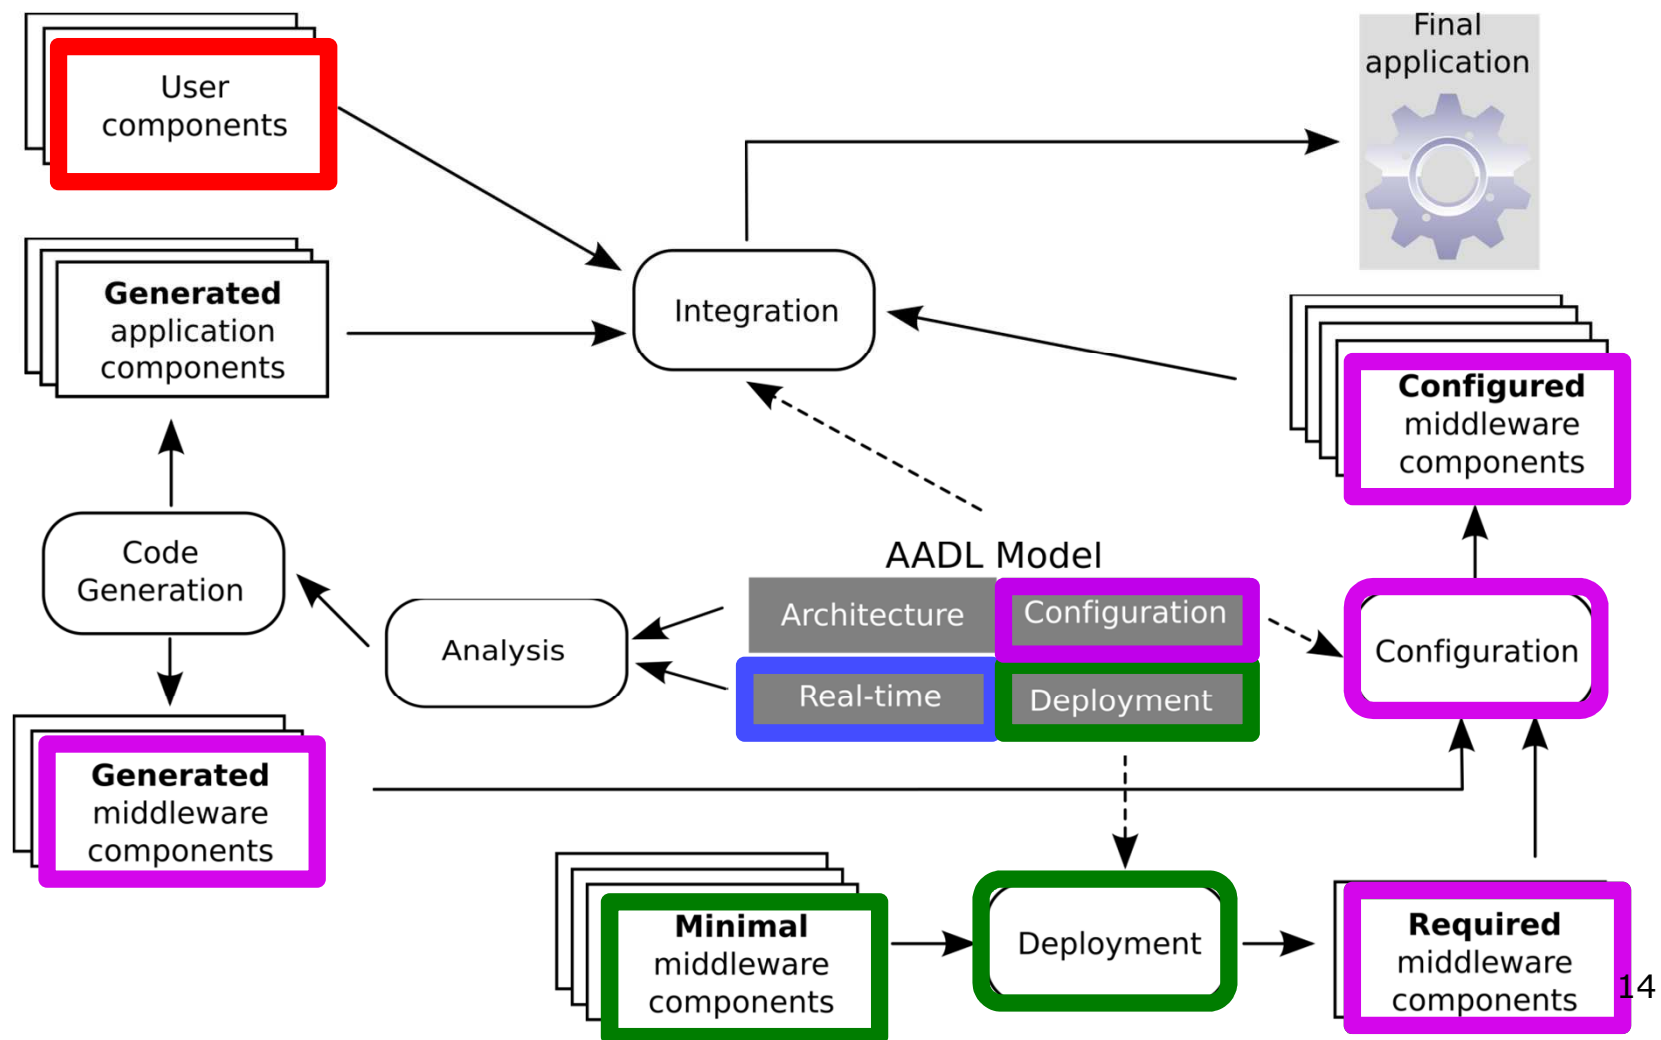 User
components
Final
application
Generated
application
components
Integration
Configured
middleware
components
Code
Generation
AADL Model
Architecture
Configuration
Analysis
Configuration
Real-time
Deployment
Generated
middleware
components
Minimal
middleware
components
Deployment
Required
middleware
components
14